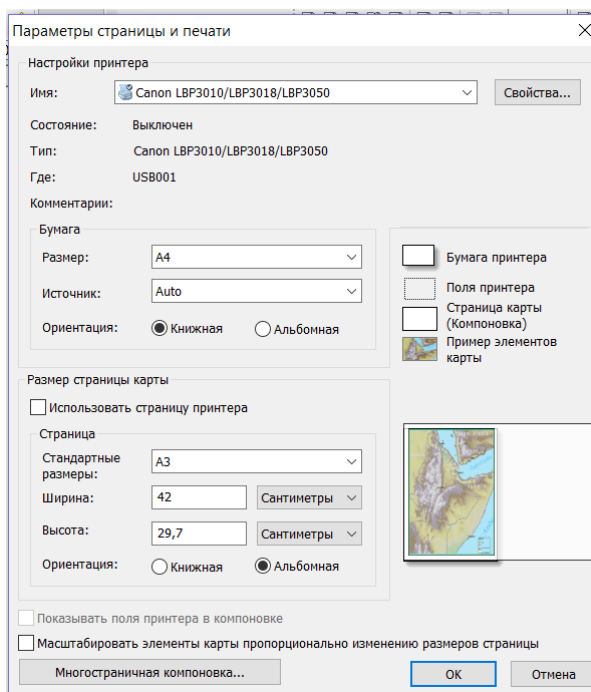 Параметры страницы и печати
Настройки принтера
Имя: Canon LBP3010/LBP3018/LBP3050 Свойства...
Состояние: Выключен
Тип: Canon LBP3010/LBP3018/LBP3050
Где: USB001
Комментарии:
Бумага
Размер: A4
Источник: Auto
Ориентация: Книжная Альбомная
Бумага принтера
Поля принтера
Страница карты
(Компоновка)
Пример элементов
карты
Размер страницы карты
Использовать страницу принтера
Страница
Стандартные
размеры: A3
Ширина: 42 Сантиметры
Высота: 29,7 Сантиметры
Ориентация: Книжная Альбомная
Показывать поля принтера в компоновке
Масштабировать элементы карты пропорционально изменению размеров страницы
Многостраничная компоновка... OK Отмена